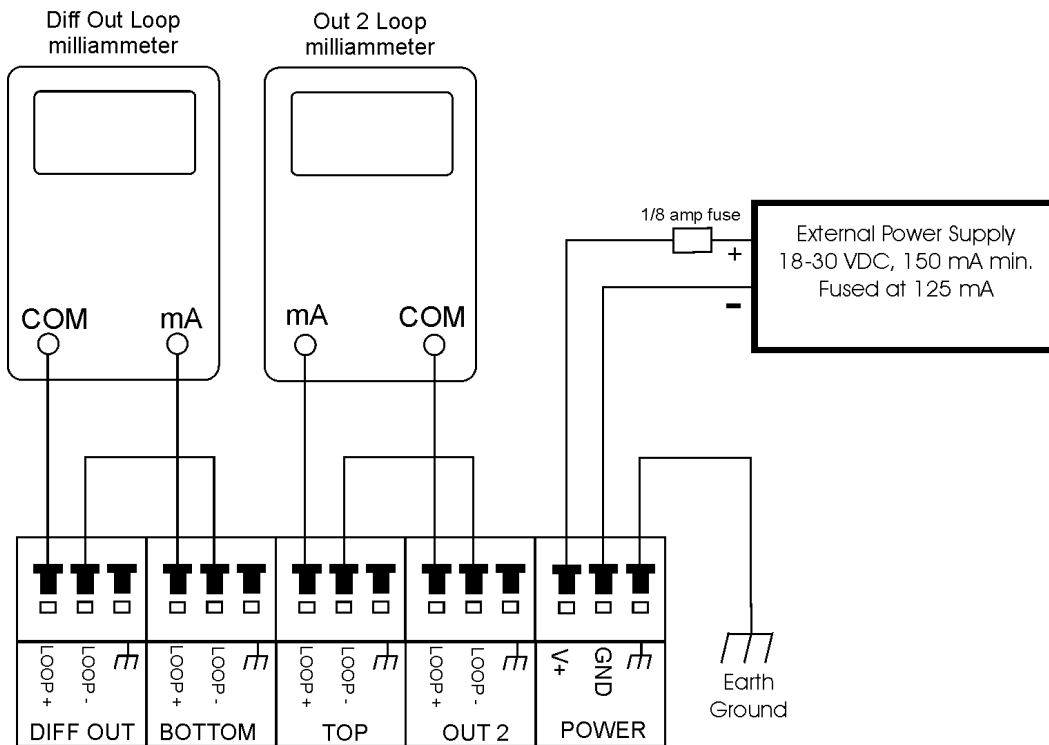 Diff Out Loop
milliammeter
Out 2 Loop
milliammeter
COM
mA
mA
COM
1/8 amp fuse
+
-
External Power Supply
18-30 VDC, 150 mA min.
Fused at 125 mA
LOOP +
LOOP -
LOOP +
LOOP -
LOOP +
LOOP -
LOOP +
LOOP -
V+
GND
DIFF OUT
BOTTOM
TOP
OUT 2
POWER
Earth
Ground